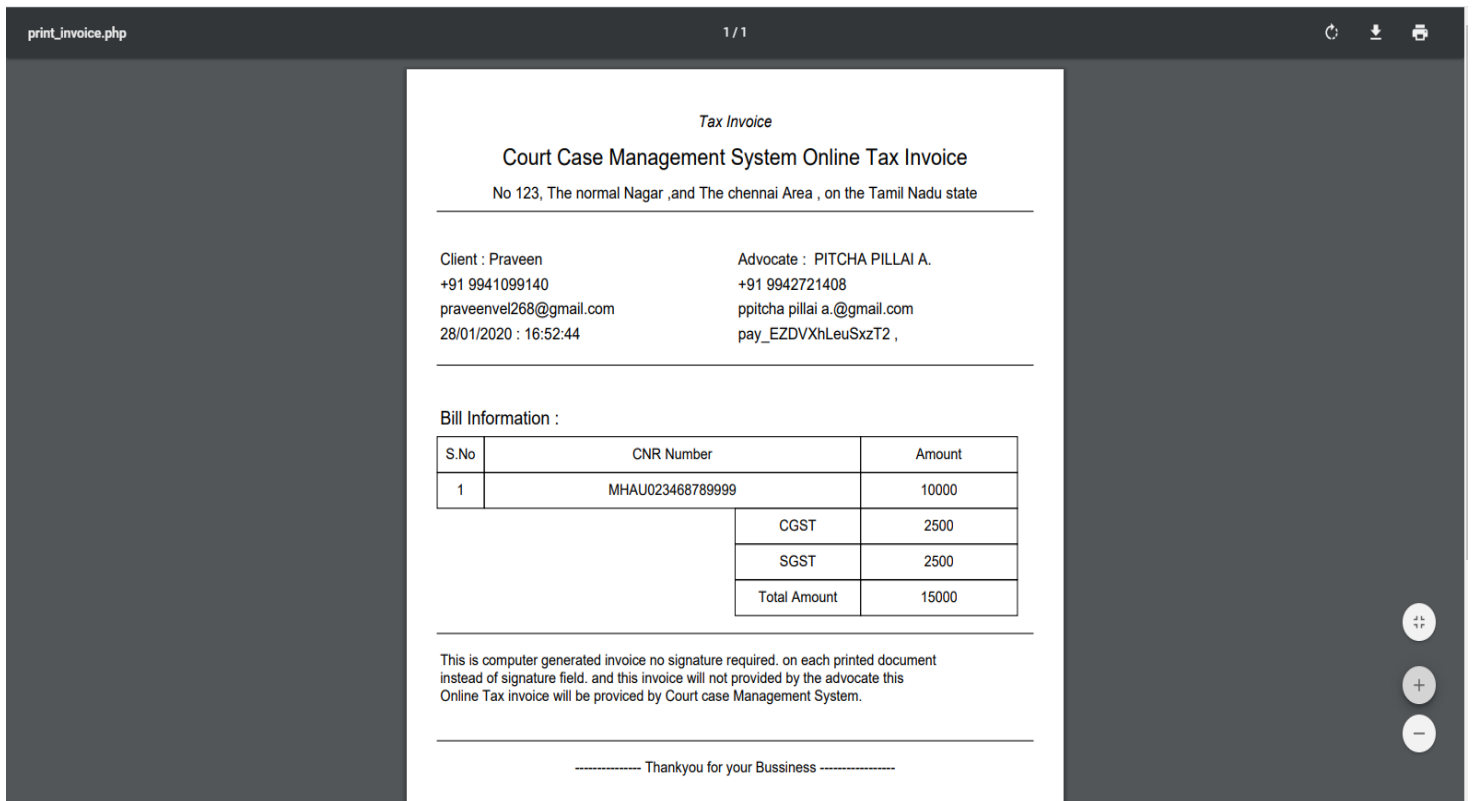 print_invoice.php
1 / 1
Tax Invoice
Court Case Management System Online Tax Invoice
No 123, The normal Nagar ,and The chennai Area , on the Tamil Nadu state
Client : Praveen
+91 9941099140
praveenvel268@gmail.com
28/01/2020 : 16:52:44
Advocate : PITCHA PILLAI A.
+91 9942721408
ppitcha pillai a.@gmail.com
pay_EZDVXhLeuSxzT2 ,
Bill Information :
S.No CNR Number Amount
1 MHAU023468789999 10000
CGST 2500
SGST 2500
Total Amount 15000
This is computer generated invoice no signature required. on each printed document
instead of signature field. and this invoice will not provided by the advocate this
Online Tax invoice will be proviced by Court case Management System.
--------------- Thankyou for your Bussiness -----------------